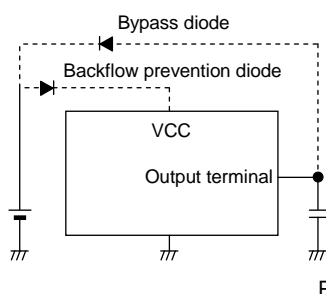 Bypass diode
Backflow prevention diode
VCC
Output terminal